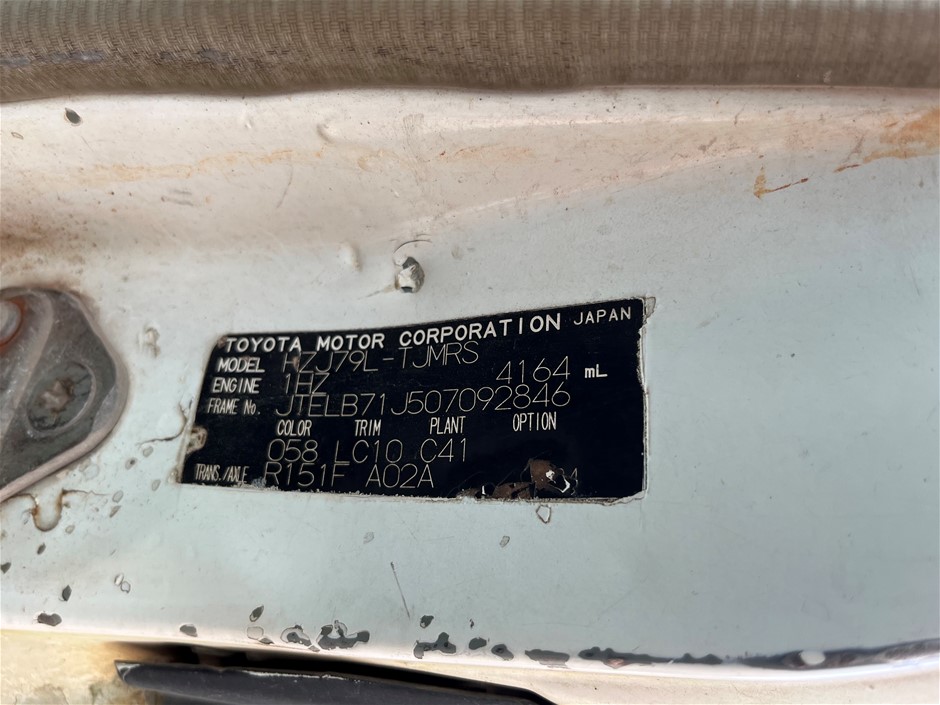 TOYOTA MOTOR CORPORATION JAPAN
MODEL HZJ79L-TJMRS
ENGINE 1HZ 4164 mL
FRAME No. JTELB71J507092846
COLOR TRIM PLANT OPTION
058 LC10 C41
TRANS./AXLE R151F A02A